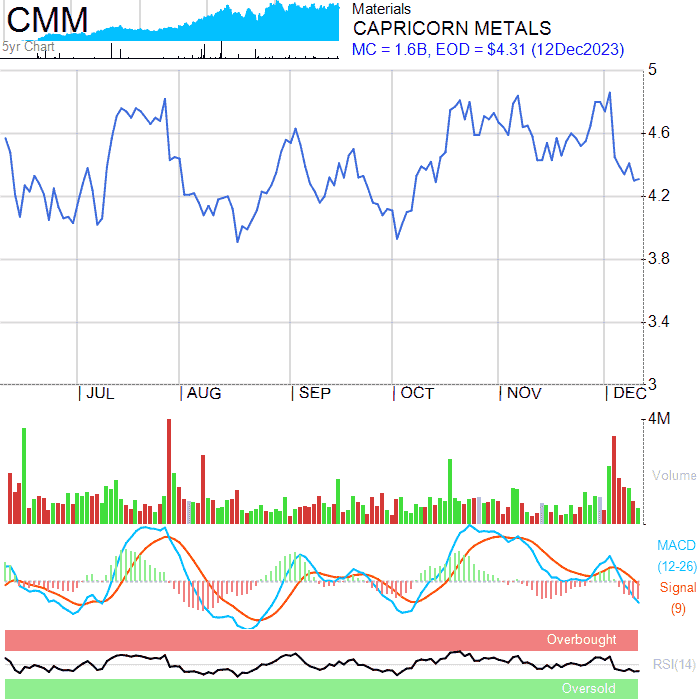 CMM
5yr Chart
Materials
CAPRICORN METALS
MC = 1.6B, EOD = $4.31 (12Dec2023)
5
4.6
4.2
3.8
3.4
3
JUL
AUG
SEP
OCT
NOV
DEC
4M
Volume
MACD
(12-26)
Signal
(9)
Overbought
RSI(14)
Oversold